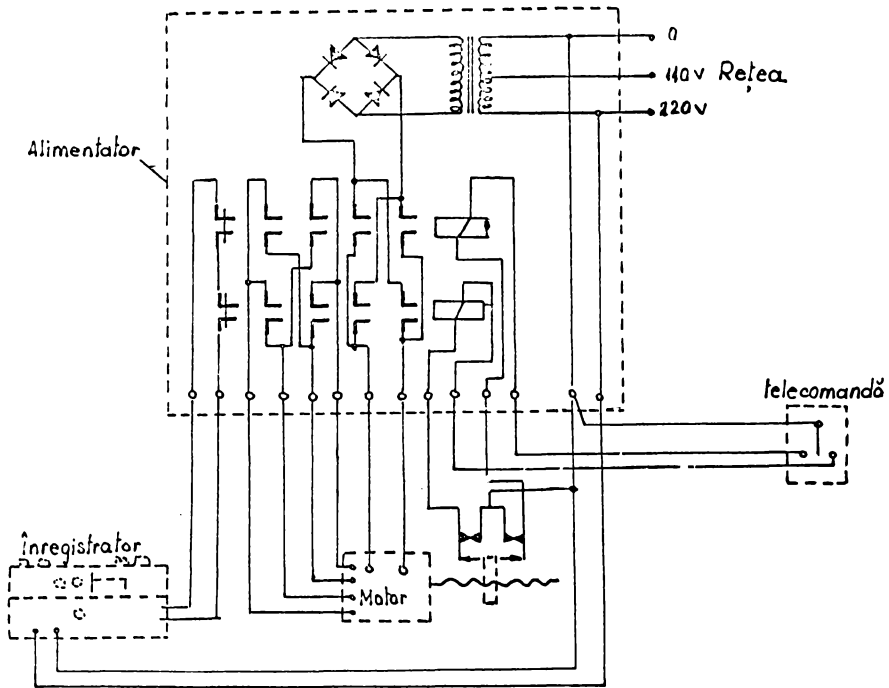 0
110V Rețea
220V
Alimentator
telecomandă
Înregistrator
Motor